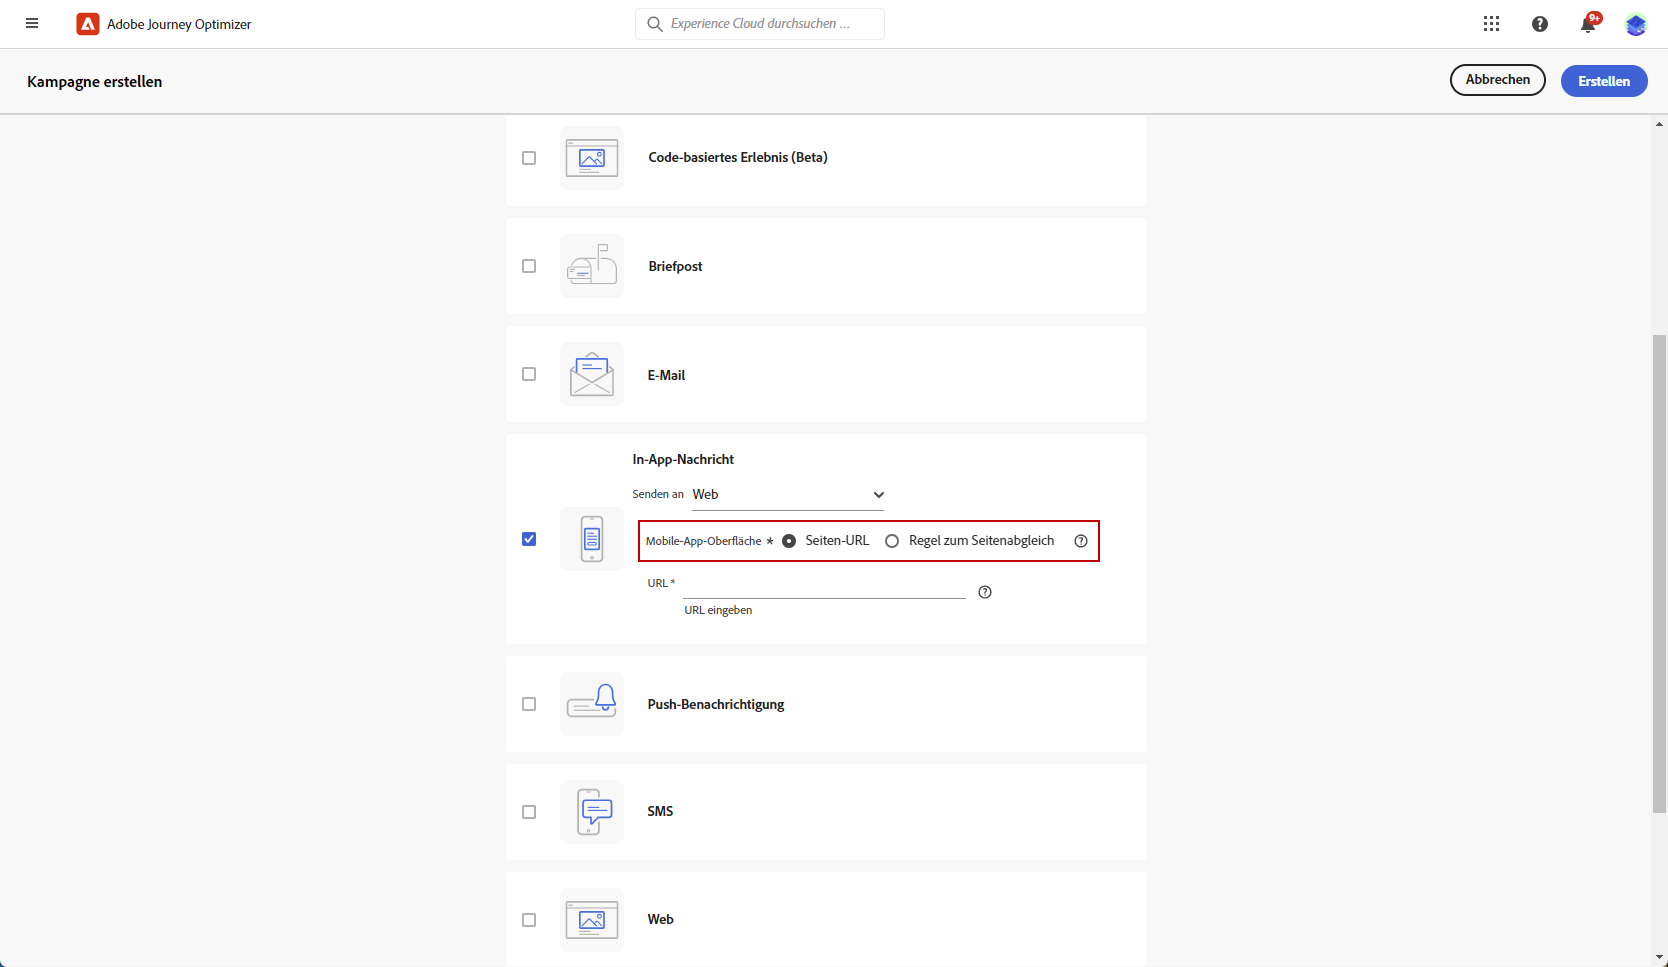 Adobe Journey Optimizer
Experience Cloud durchsuchen ...
9+
Kampagne erstellen
Abbrechen
Erstellen
Code-basiertes Erlebnis (Beta)
Briefpost
E-Mail
In-App-Nachricht
Senden an Web
Mobile-App-Oberfläche * Seiten-URL Regel zum Seitenabgleich
URL *
URL eingeben
Push-Benachrichtigung
SMS
Web